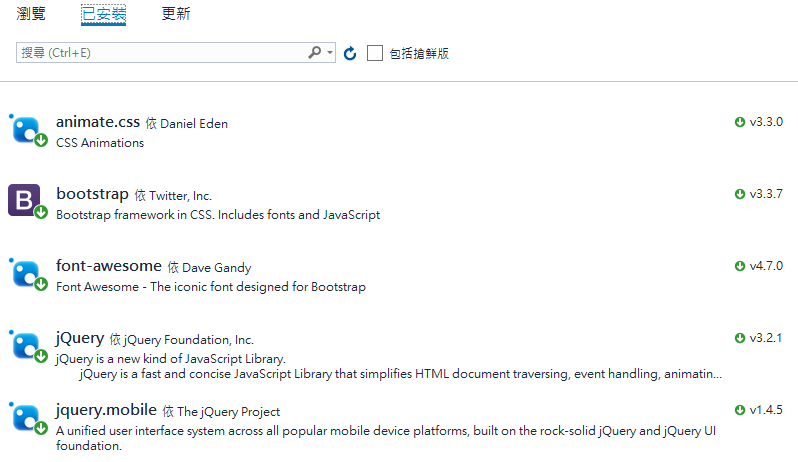 瀏覽 已安裝 更新
搜尋 (Ctrl+E) 包括搶鮮版
animate.css 依 Daniel Eden v3.3.0
CSS Animations
B
bootstrap 依 Twitter, Inc. v3.3.7
Bootstrap framework in CSS. Includes fonts and JavaScript
font-awesome 依 Dave Gandy v4.7.0
Font Awesome - The iconic font designed for Bootstrap
jQuery 依 jQuery Foundation, Inc. v3.2.1
jQuery is a new kind of JavaScript Library.
jQuery is a fast and concise JavaScript Library that simplifies HTML document traversing, event handling, animatin...
jquery.mobile 依 The jQuery Project v1.4.5
A unified user interface system across all popular mobile device platforms, built on the rock-solid jQuery and jQuery UI
foundation.